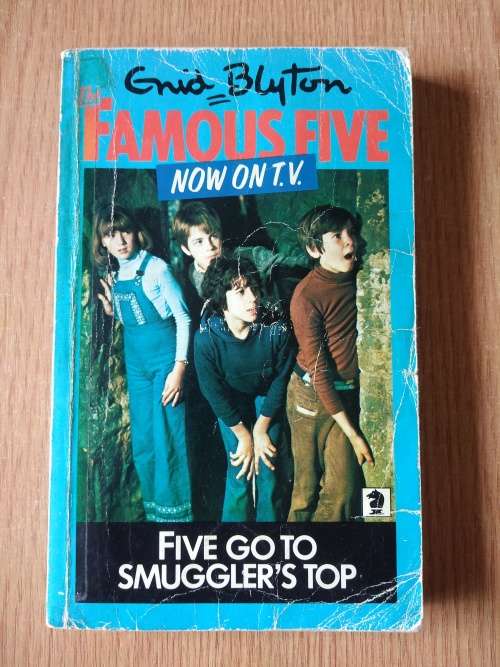 Enid Blyton
THE
FAMOUS FIVE
NOW ON T.V.
FIVE GO TO
SMUGGLER'S TOP